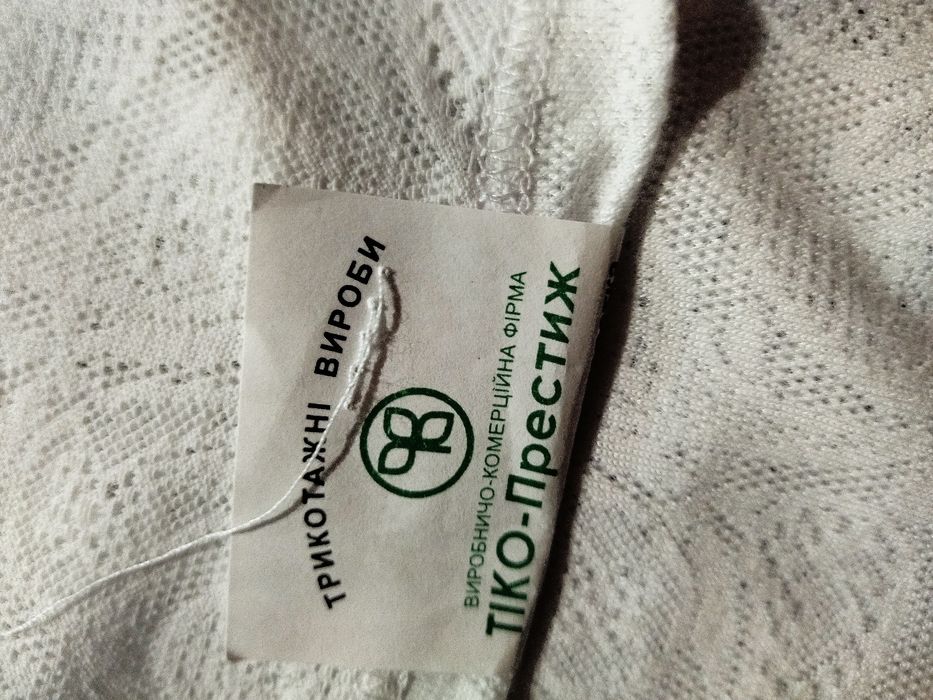 ТРИКОТАЖНІ ВИРОБИ
ВИРОБНИЧО-КОМЕРЦІЙНА ФІРМА
ТІКО-Престиж